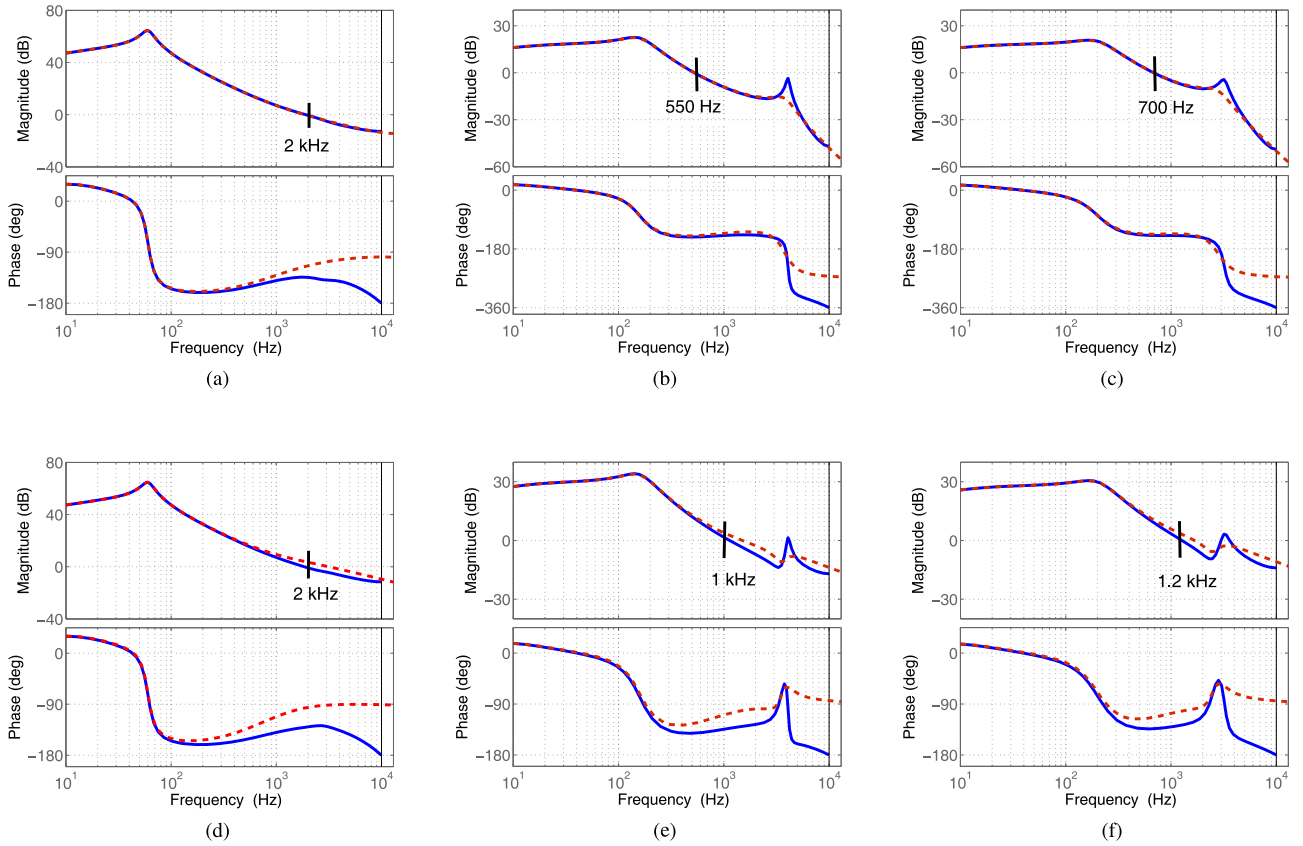 80
40
0
−40
Magnitude (dB)
2 kHz
0
−90
−180
Phase (deg)
10^1 10^2 10^3 10^4
Frequency (Hz)
(a)
30
0
−30
−60
Magnitude (dB)
550 Hz
0
−180
−360
Phase (deg)
10^1 10^2 10^3 10^4
Frequency (Hz)
(b)
30
0
−30
−60
Magnitude (dB)
700 Hz
0
−180
−360
Phase (deg)
10^1 10^2 10^3 10^4
Frequency (Hz)
(c)
80
40
0
−40
Magnitude (dB)
2 kHz
0
−90
−180
Phase (deg)
10^1 10^2 10^3 10^4
Frequency (Hz)
(d)
30
0
−30
Magnitude (dB)
1 kHz
0
−90
−180
Phase (deg)
10^1 10^2 10^3 10^4
Frequency (Hz)
(e)
30
0
−30
Magnitude (dB)
1.2 kHz
0
−90
−180
Phase (deg)
10^1 10^2 10^3 10^4
Frequency (Hz)
(f)